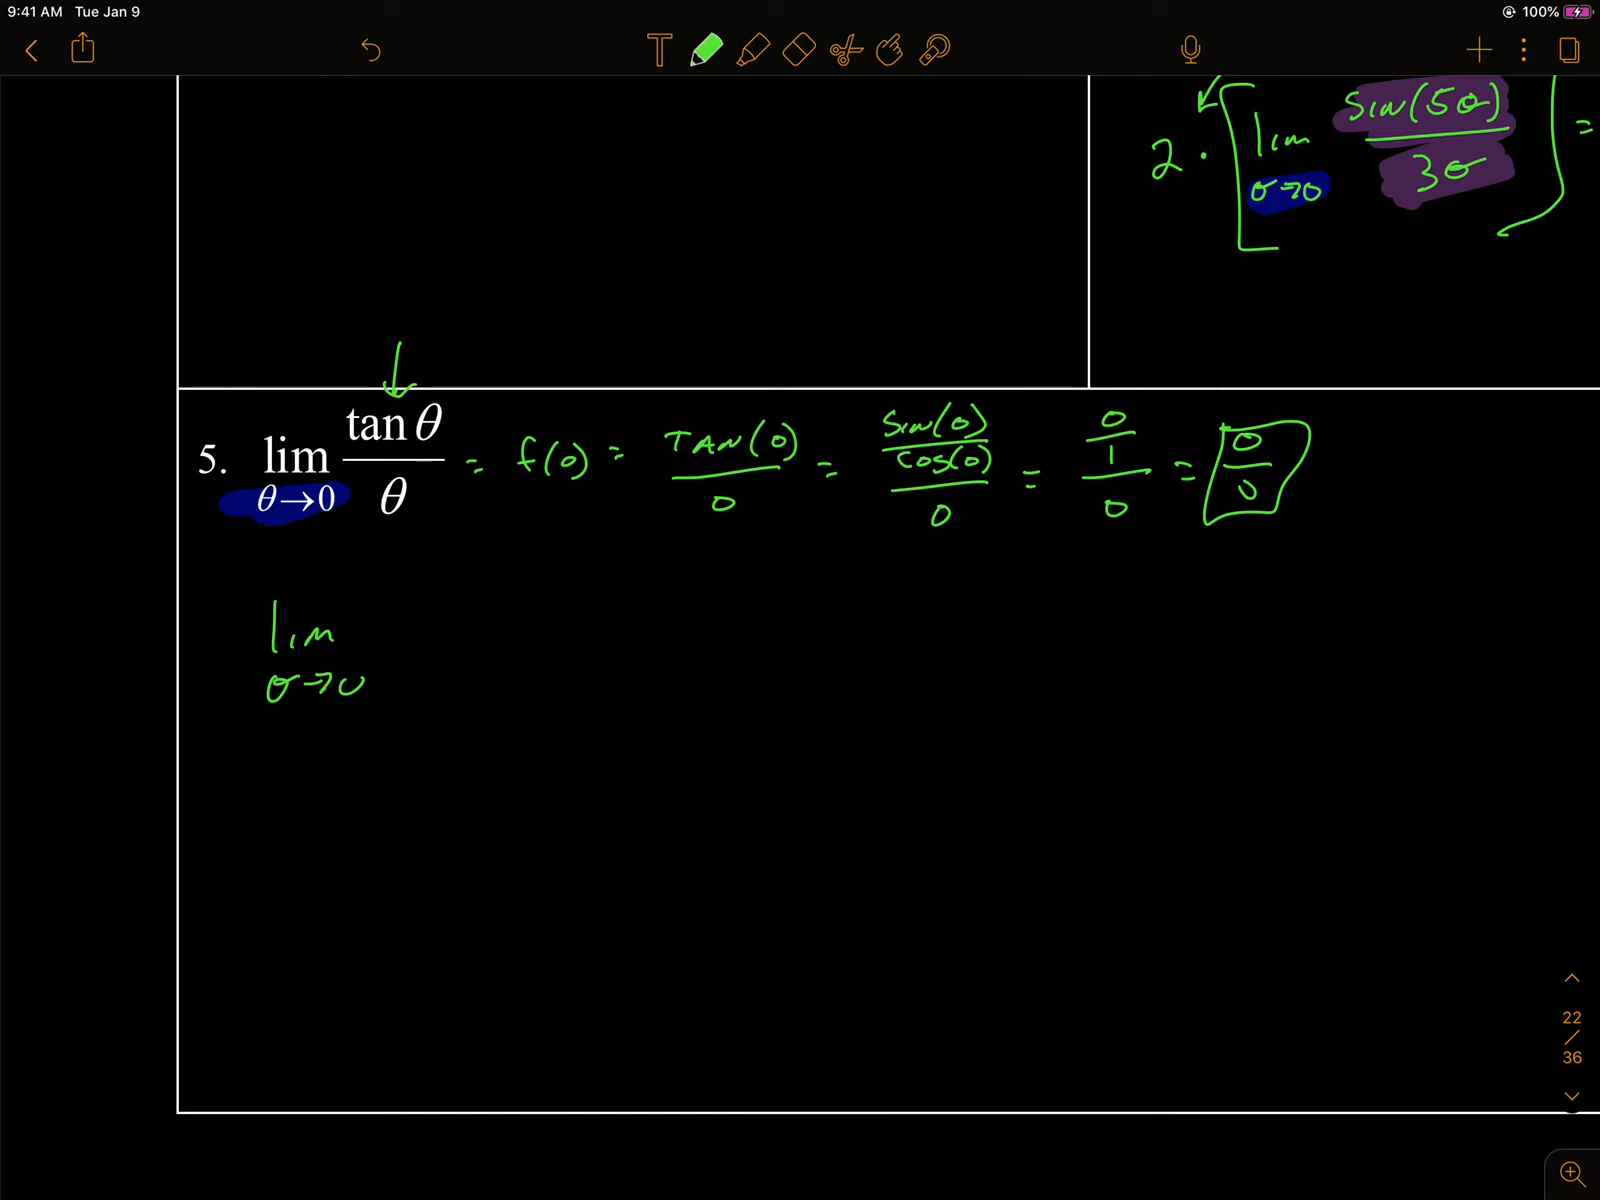 9:41 AM Tue Jan 9
100%
2 · [ lim θ→0 sin(5θ) / 3θ ] =
5. lim θ→0 tan θ / θ = f(0) = TAN(0) / 0 = (sin(0) / cos(0)) / 0 = (0 / 1) / 0 = 0 / 0
lim
θ→0
22
/
36